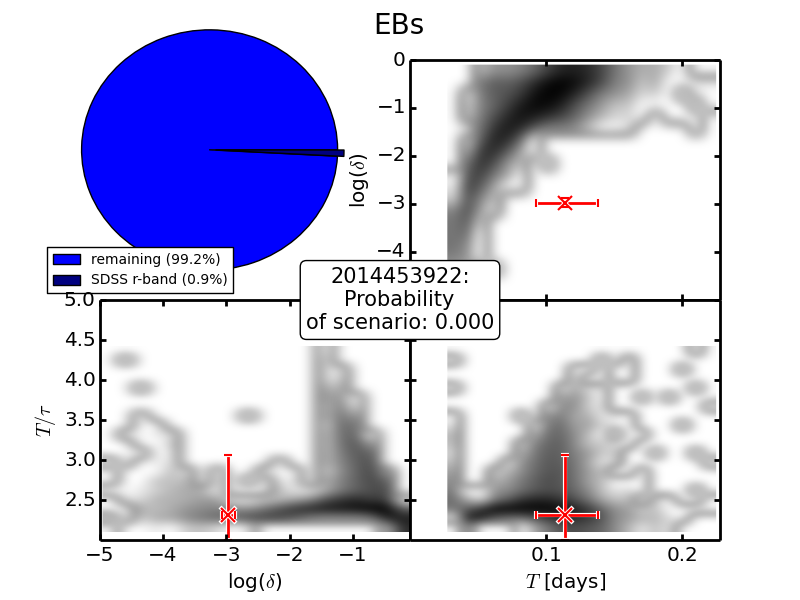 EBs
0
−1
−2
−3
−4
log(δ)
remaining (99.2%)
SDSS r-band (0.9%)
2014453922:
Probability
of scenario: 0.000
5.0
4.5
4.0
3.5
3.0
2.5
T/τ
−5 −4 −3 −2 −1
log(δ)
0.1 0.2
T [days]